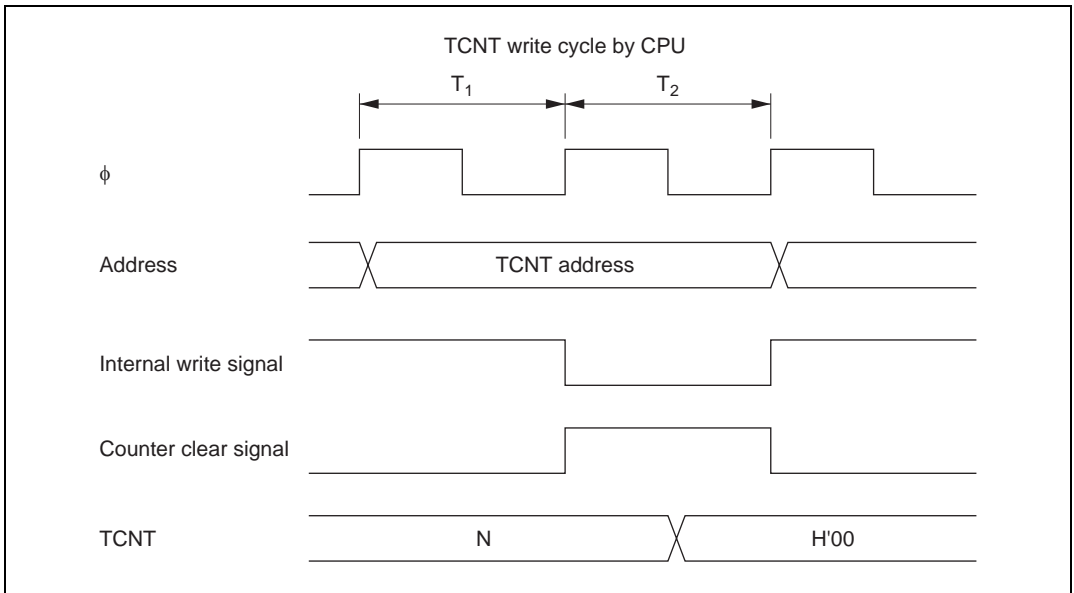 TCNT write cycle by CPU
T1 T2
ϕ
Address TCNT address
Internal write signal
Counter clear signal
TCNT N H'00